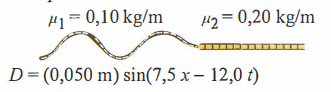 μ1 = 0,10 kg/m μ2 = 0,20 kg/m
D = (0,050 m) sin(7,5 x – 12,0 t)